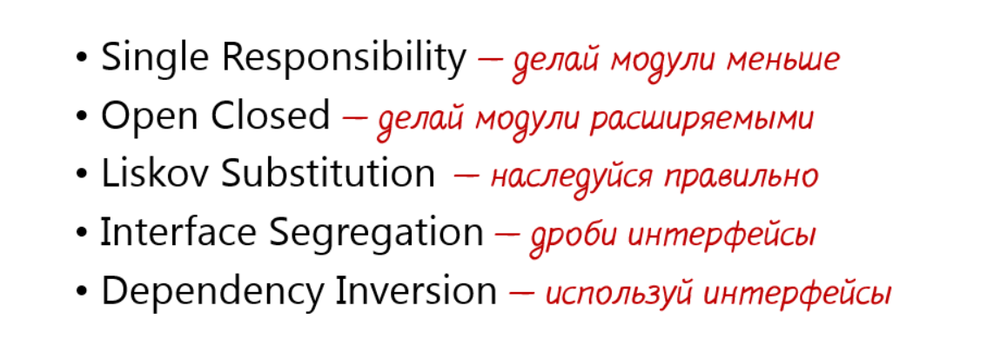 • Single Responsibility – делай модули меньше
• Open Closed – делай модули расширяемыми
• Liskov Substitution – наследуйся правильно
• Interface Segregation – дроби интерфейсы
• Dependency Inversion – используй интерфейсы